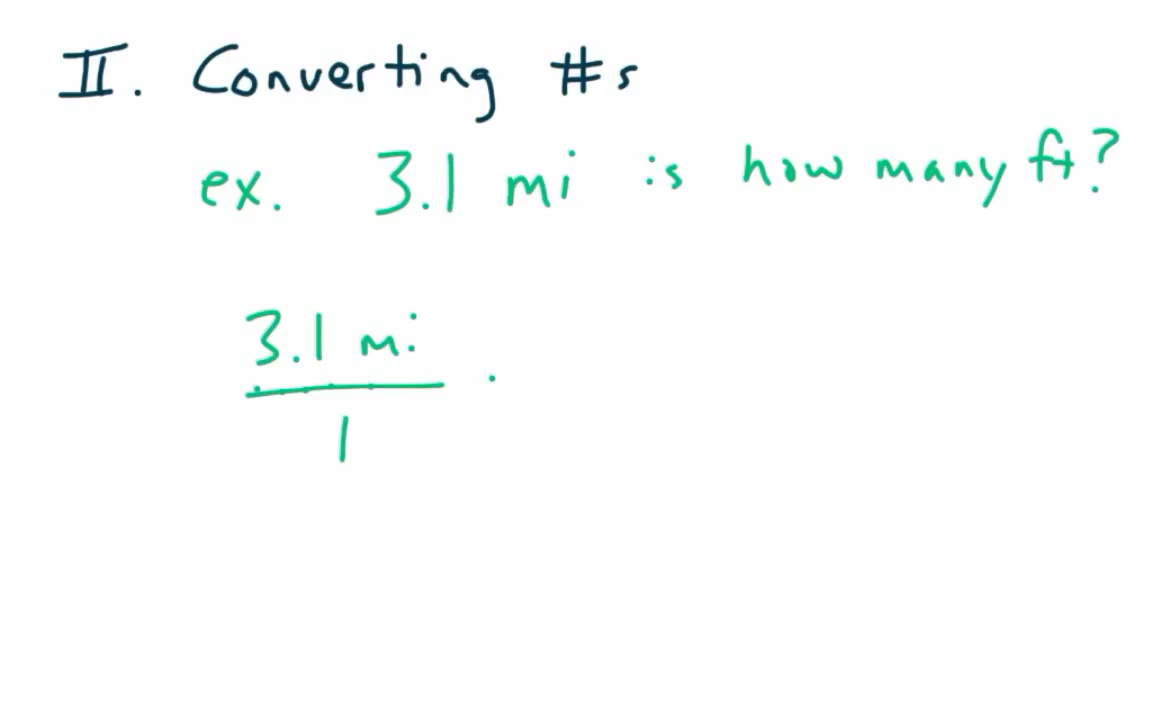 II. Converting #s
ex. 3.1 mi is how many ft?
3.1 mi ·
1